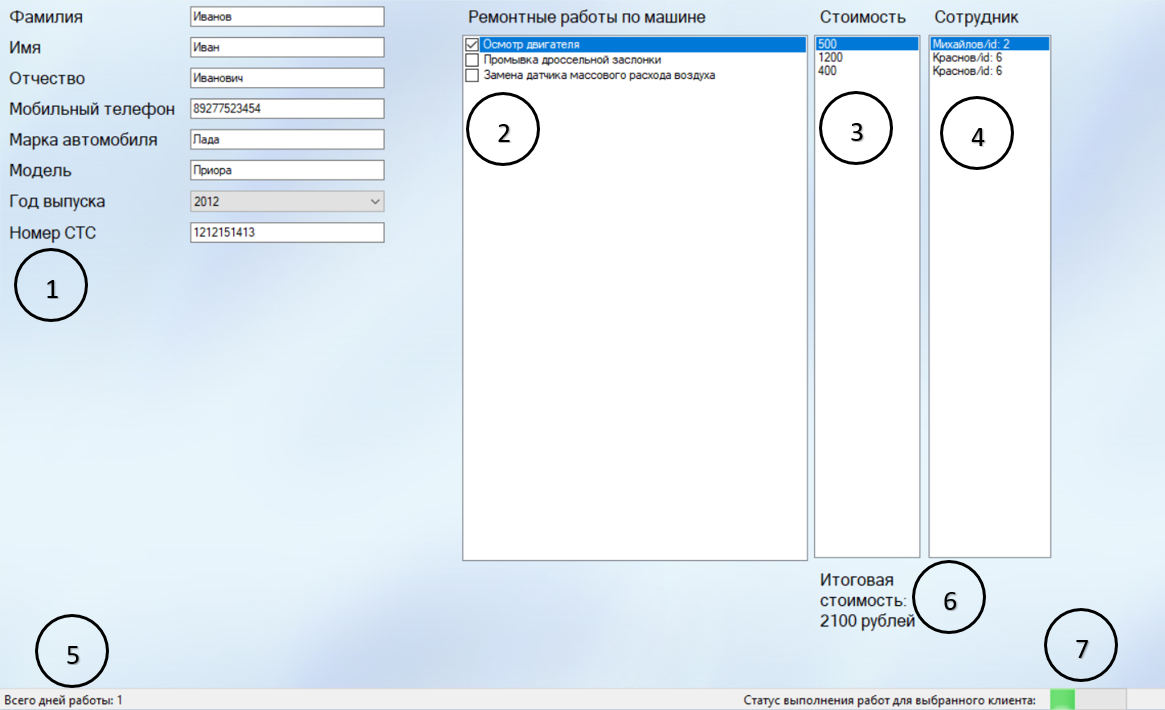 Фамилия
Иванов
Имя
Иван
Отчество
Иванович
Мобильный телефон
89277523454
Марка автомобиля
Лада
Модель
Приора
Год выпуска
2012
Номер СТС
1212151413
1
Ремонтные работы по машине
Осмотр двигателя
Промывка дроссельной заслонки
Замена датчика массового расхода воздуха
2
Стоимость
500
1200
400
3
Сотрудник
Михайлов/id: 2
Краснов/id: 6
Краснов/id: 6
4
Итоговая
стоимость:
2100 рублей
6
5
7
Всего дней работы: 1
Статус выполнения работ для выбранного клиента: